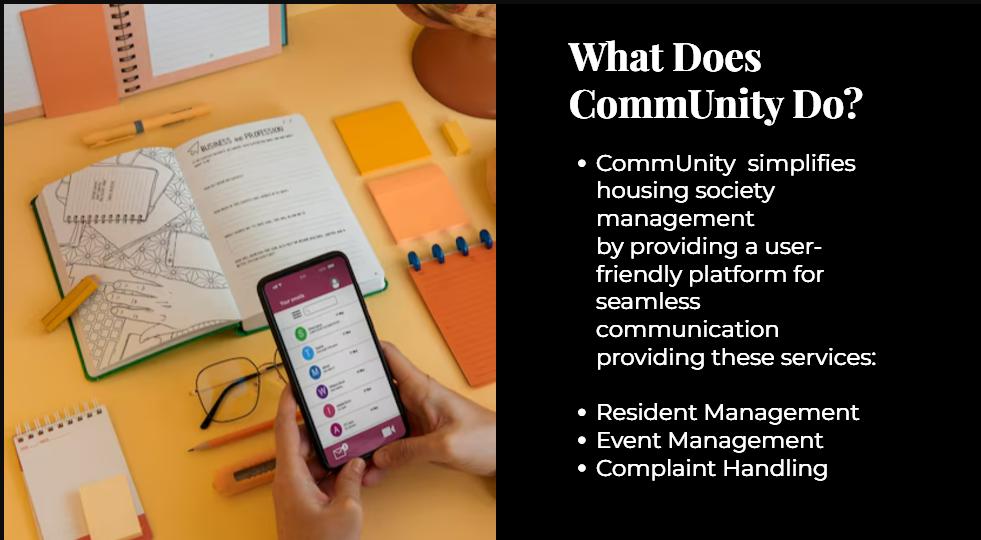 What Does
CommUnity Do?
CommUnity simplifies
housing society
management
by providing a user-
friendly platform for
seamless
communication
providing these services:
Resident Management
Event Management
Complaint Handling
BUSINESS and PROFESSION
Your emails
S
T
M
W
I
A